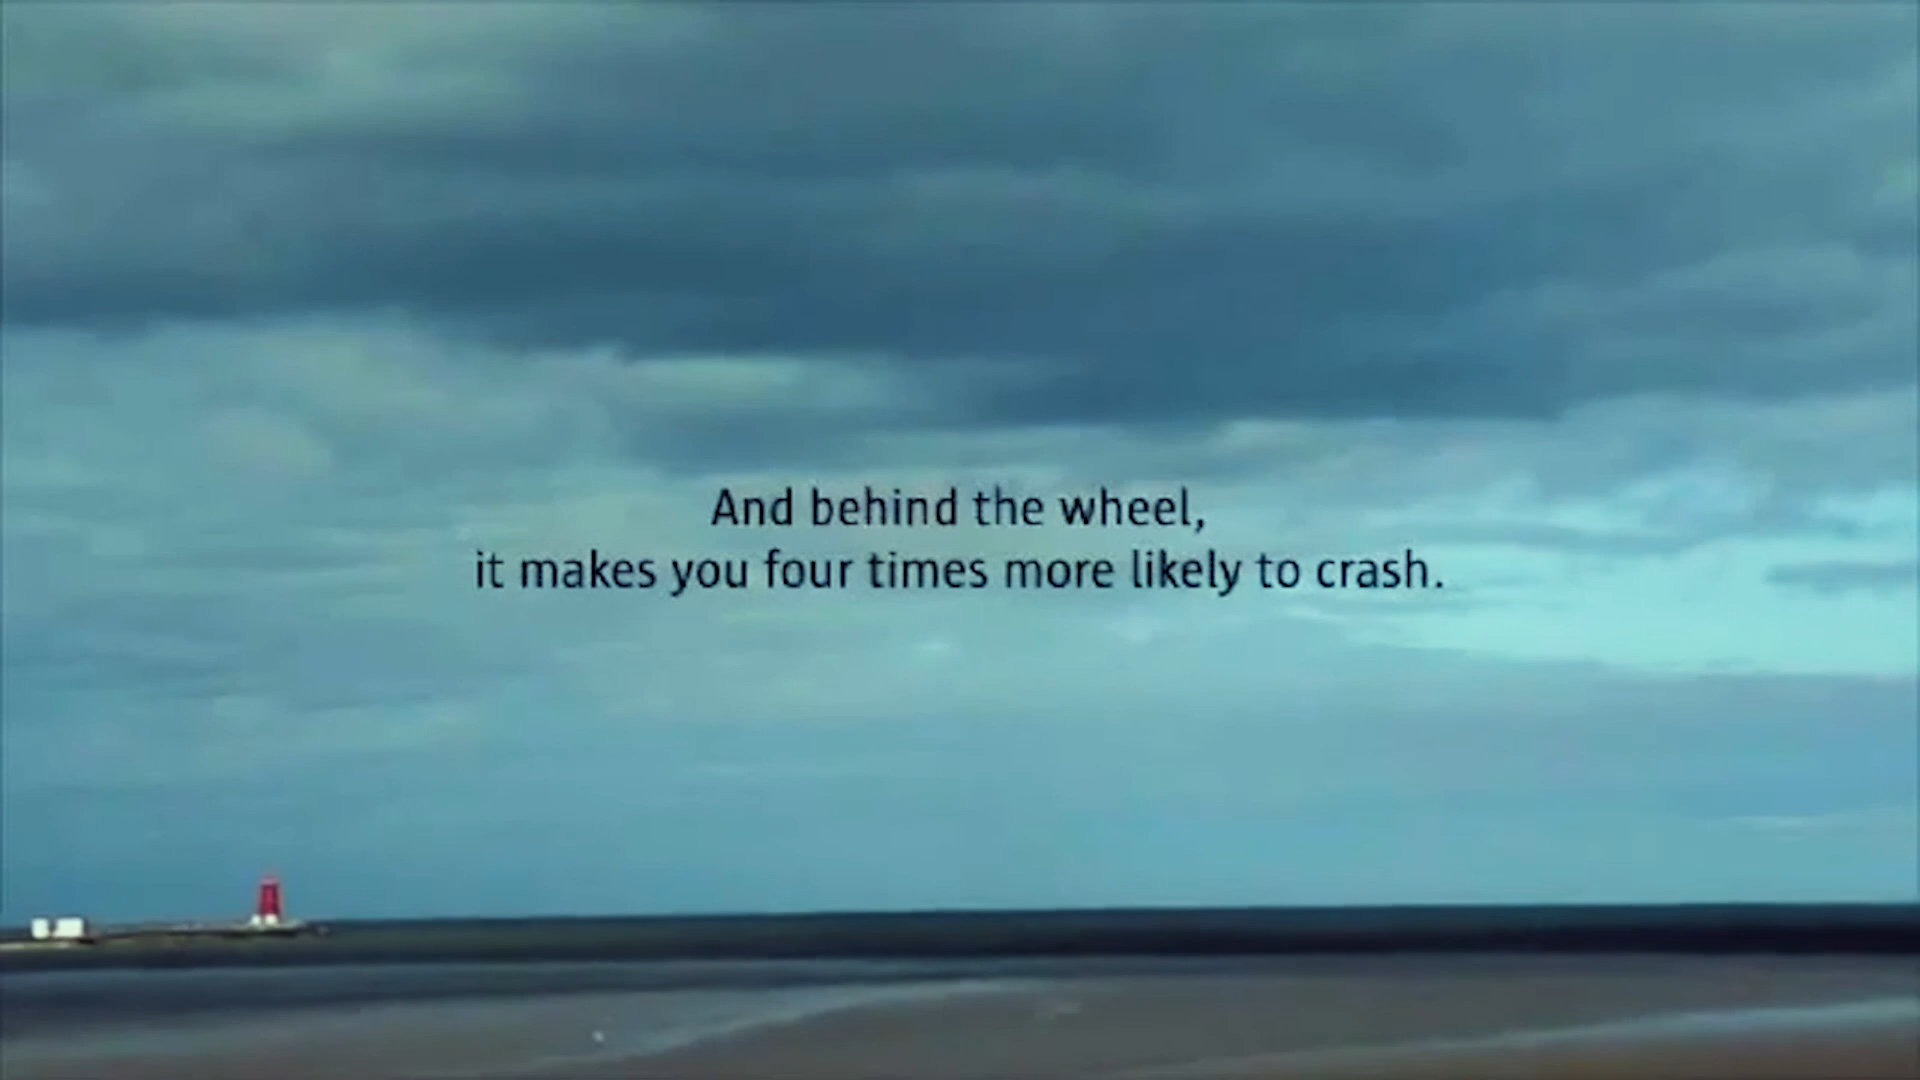 And behind the wheel,
it makes you four times more likely to crash.